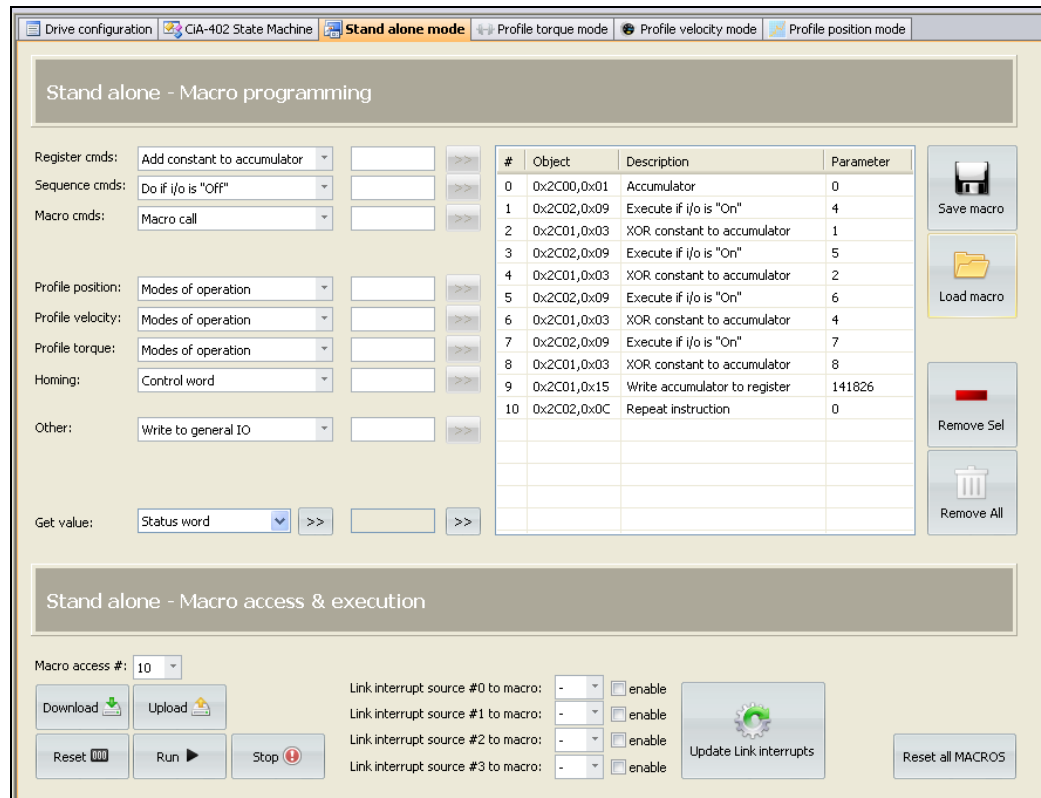 Drive configuration CiA-402 State Machine Stand alone mode Profile torque mode Profile velocity mode Profile position mode
Stand alone - Macro programming
Register cmds: Add constant to accumulator >>
Sequence cmds: Do if i/o is "Off" >>
Macro cmds: Macro call >>
Profile position: Modes of operation >>
Profile velocity: Modes of operation >>
Profile torque: Modes of operation >>
Homing: Control word >>
Other: Write to general IO >>
Get value: Status word >> >>
# Object Description Parameter
0 0x2C00,0x01 Accumulator 0
1 0x2C02,0x09 Execute if i/o is "On" 4
2 0x2C01,0x03 XOR constant to accumulator 1
3 0x2C02,0x09 Execute if i/o is "On" 5
4 0x2C01,0x03 XOR constant to accumulator 2
5 0x2C02,0x09 Execute if i/o is "On" 6
6 0x2C01,0x03 XOR constant to accumulator 4
7 0x2C02,0x09 Execute if i/o is "On" 7
8 0x2C01,0x03 XOR constant to accumulator 8
9 0x2C01,0x15 Write accumulator to register 141826
10 0x2C02,0x0C Repeat instruction 0
Save macro
Load macro
Remove Sel
Remove All
Stand alone - Macro access & execution
Macro access #: 10
Download Upload
Reset Run Stop
Link interrupt source #0 to macro: - enable
Link interrupt source #1 to macro: - enable
Link interrupt source #2 to macro: - enable
Link interrupt source #3 to macro: - enable
Update Link interrupts
Reset all MACROS